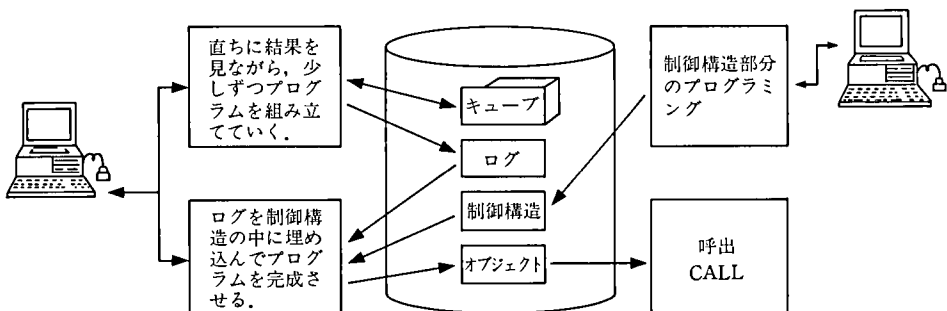 直ちに結果を
見ながら，少
しずつプログ
ラムを組み立
てていく．
ログを制御構
造の中に埋め
込んでプログ
ラムを完成さ
せる．
キューブ
ログ
制御構造
オブジェクト
制御構造部分
のプログラミ
ング
呼出
CALL